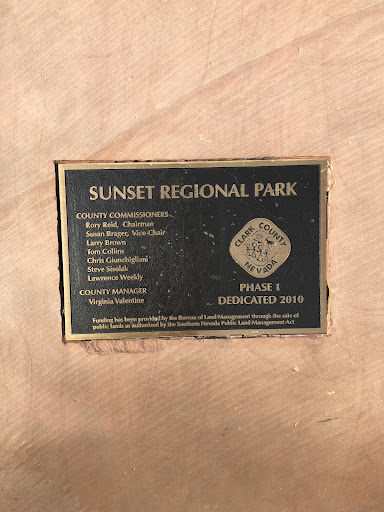 SUNSET REGIONAL PARK
COUNTY COMMISSIONERS
Rory Reid, Chairman
Susan Brager, Vice-Chair
Larry Brown
Tom Collins
Chris Giunchigliani
Steve Sisolak
Lawrence Weekly
COUNTY MANAGER
Virginia Valentine
CLARK COUNTY
NEVADA
PHASE 1
DEDICATED 2010
Funding has been provided by the Bureau of Land Management through the sale of
public lands as authorized by the Southern Nevada Public Land Management Act